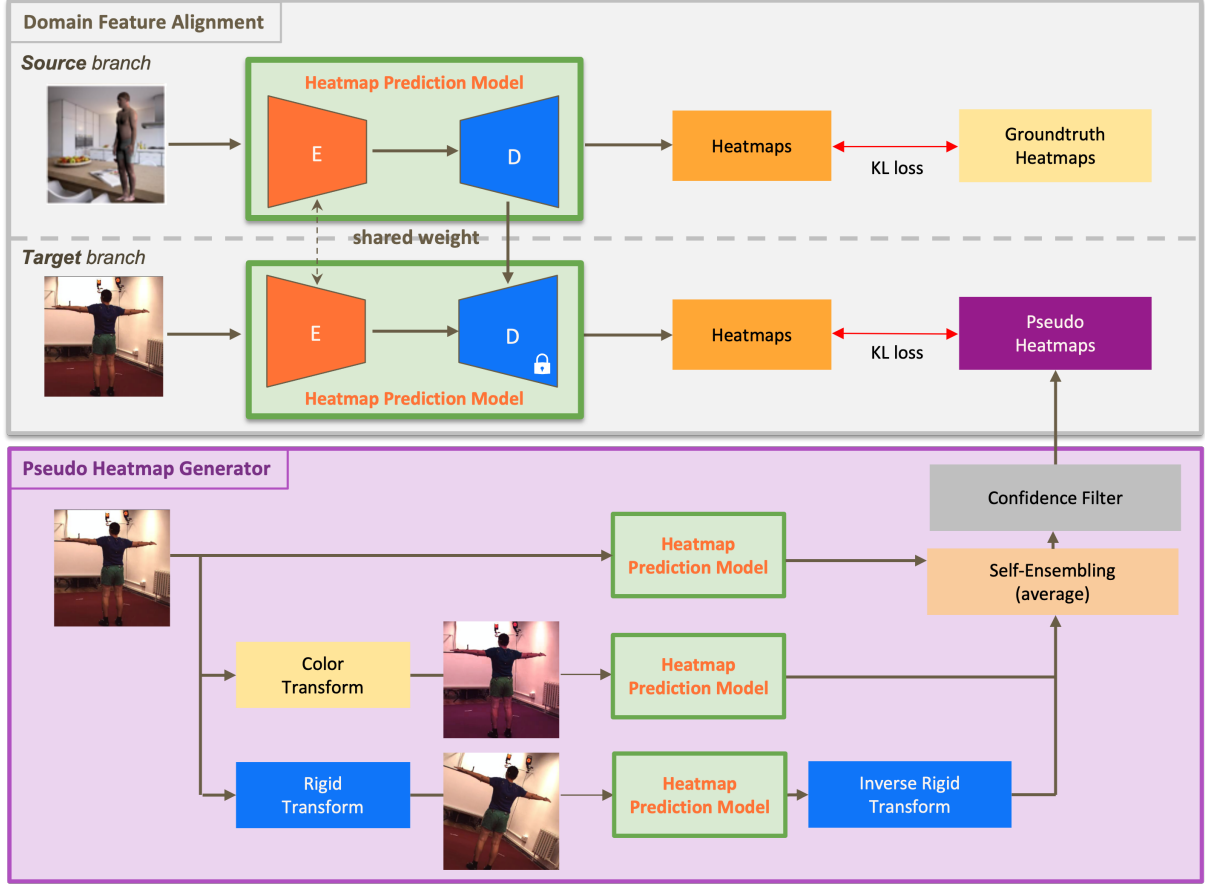 Domain Feature Alignment
Source branch
Heatmap Prediction Model
E
D
Heatmaps
KL loss
Groundtruth
Heatmaps
shared weight
Target branch
E
D
Heatmap Prediction Model
Heatmaps
KL loss
Pseudo
Heatmaps
Pseudo Heatmap Generator
Confidence Filter
Heatmap
Prediction Model
Self-Ensembling
(average)
Color
Transform
Heatmap
Prediction Model
Rigid
Transform
Heatmap
Prediction Model
Inverse Rigid
Transform